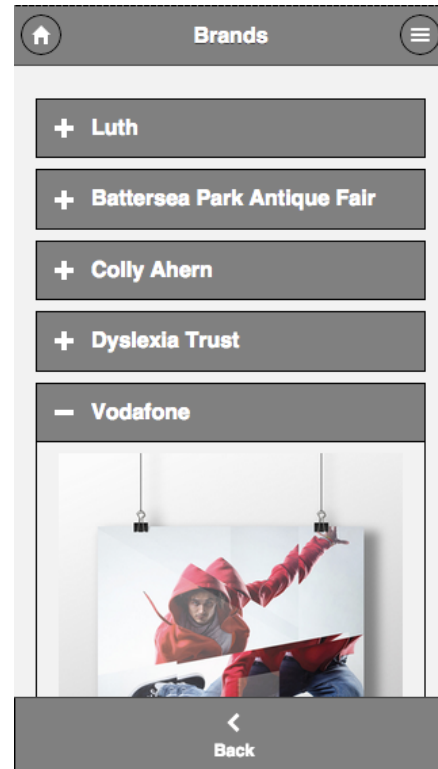 Brands
Luth
Battersea Park Antique Fair
Colly Ahern
Dyslexia Trust
Vodafone
Back